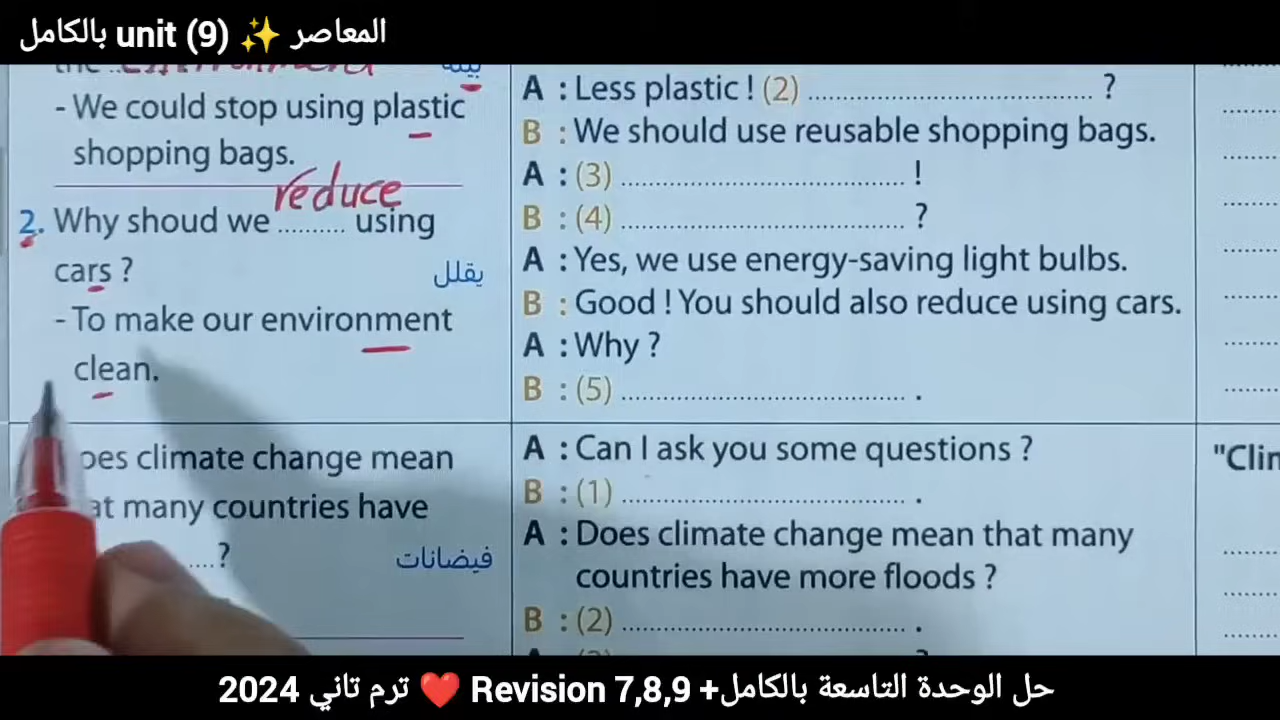 المعاصر ✨ unit (9) بالكامل
بيئة
- We could stop using plastic
shopping bags.
reduce
2. Why shoud we .......... using
cars ?
يقلل
- To make our environment
clean.
climate change mean
many countries have
....?
فيضانات
A : Less plastic ! (2) .......................................... ?
B : We should use reusable shopping bags.
A : (3) .......................................... !
B : (4) .......................................... ?
A : Yes, we use energy-saving light bulbs.
B : Good ! You should also reduce using cars.
A : Why ?
B : (5) .......................................... .
A : Can I ask you some questions ?
B : (1) .......................................... .
A : Does climate change mean that many
countries have more floods ?
B : (2) .......................................... .
حل الوحدة التاسعة بالكامل+ Revision 7,8,9 ❤️ ترم تاني 2024